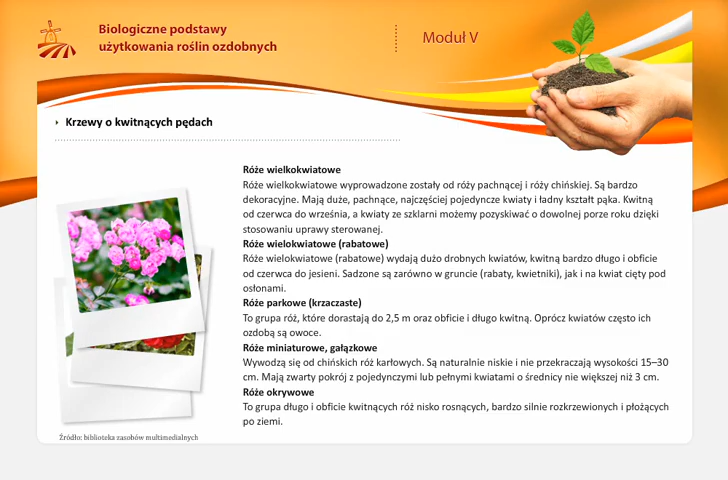 Biologiczne podstawy
użytkowania roślin ozdobnych
Moduł V
Krzewy o kwitnących pędach
Róże wielkokwiatowe
Róże wielkokwiatowe wyprowadzone zostały od róży pachnącej i róży chińskiej. Są bardzo
dekoracyjne. Mają duże, pachnące, najczęściej pojedyncze kwiaty i ładny kształt pąka. Kwitną
od czerwca do września, a kwiaty ze szklarni możemy pozyskiwać o dowolnej porze roku dzięki
stosowaniu uprawy sterowanej.
Róże wielokwiatowe (rabatowe)
Róże wielokwiatowe (rabatowe) wydają dużo drobnych kwiatów, kwitną bardzo długo i obficie
od czerwca do jesieni. Sadzone są zarówno w gruncie (rabaty, kwietniki), jak i na kwiat cięty pod
osłonami.
Róże parkowe (krzaczaste)
To grupa róż, które dorastają do 2,5 m oraz obficie i długo kwitną. Oprócz kwiatów często ich
ozdobą są owoce.
Róże miniaturowe, gałązkowe
Wywodzą się od chińskich róż karłowych. Są naturalnie niskie i nie przekraczają wysokości 15–30
cm. Mają zwarty pokrój z pojedynczymi lub pełnymi kwiatami o średnicy nie większej niż 3 cm.
Róże okrywowe
To grupa długo i obficie kwitnących róż nisko rosnących, bardzo silnie rozkrzewionych i płożących
po ziemi.
Źródło: biblioteka zasobów multimedialnych